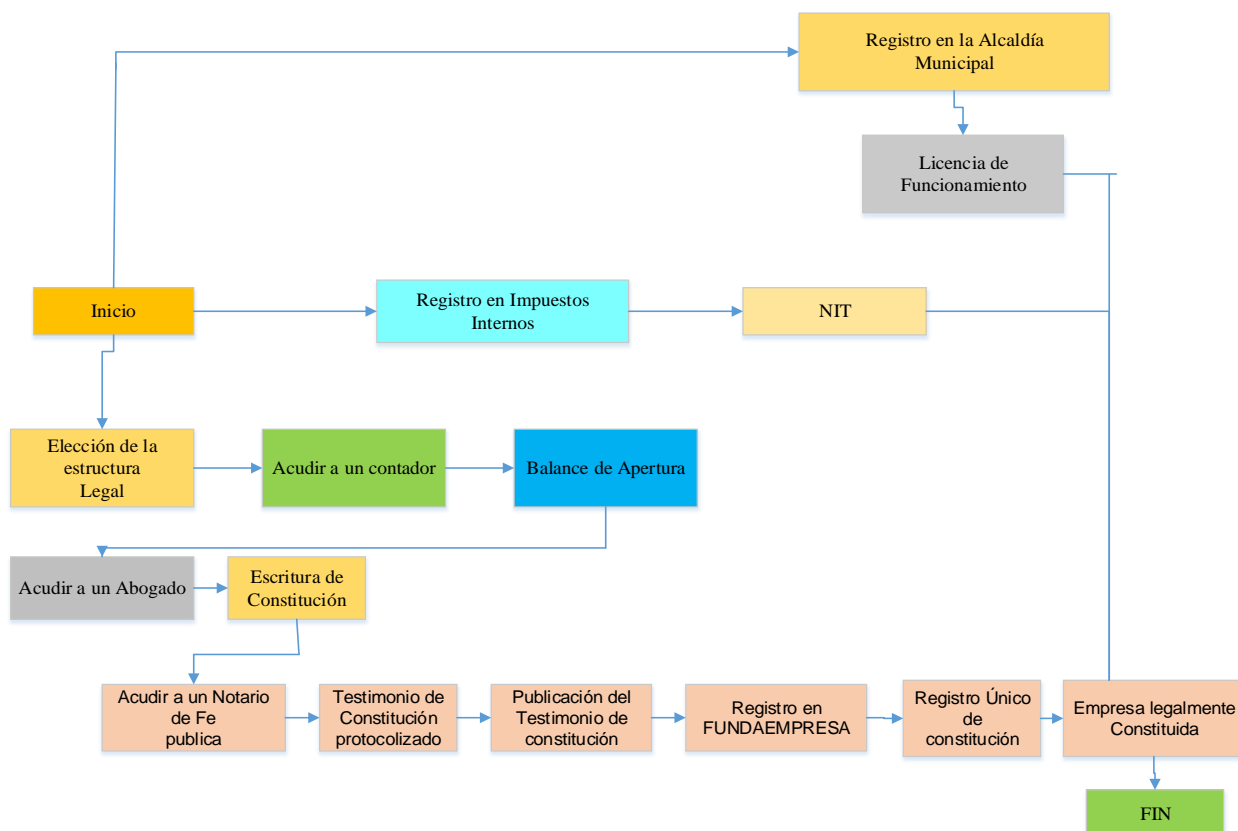 Registro en la Alcaldía
Municipal
Licencia de
Funcionamiento
Inicio
Registro en Impuestos
Internos
NIT
Elección de la
estructura
Legal
Acudir a un contador
Balance de Apertura
Acudir a un Abogado
Escritura de
Constitución
Acudir a un Notario
de Fe
publica
Testimonio de
Constitución
protocolizado
Publicación del
Testimonio de
constitución
Registro en
FUNDAEMPRESA
Registro Único
de
constitución
Empresa legalmente
Constituida
FIN